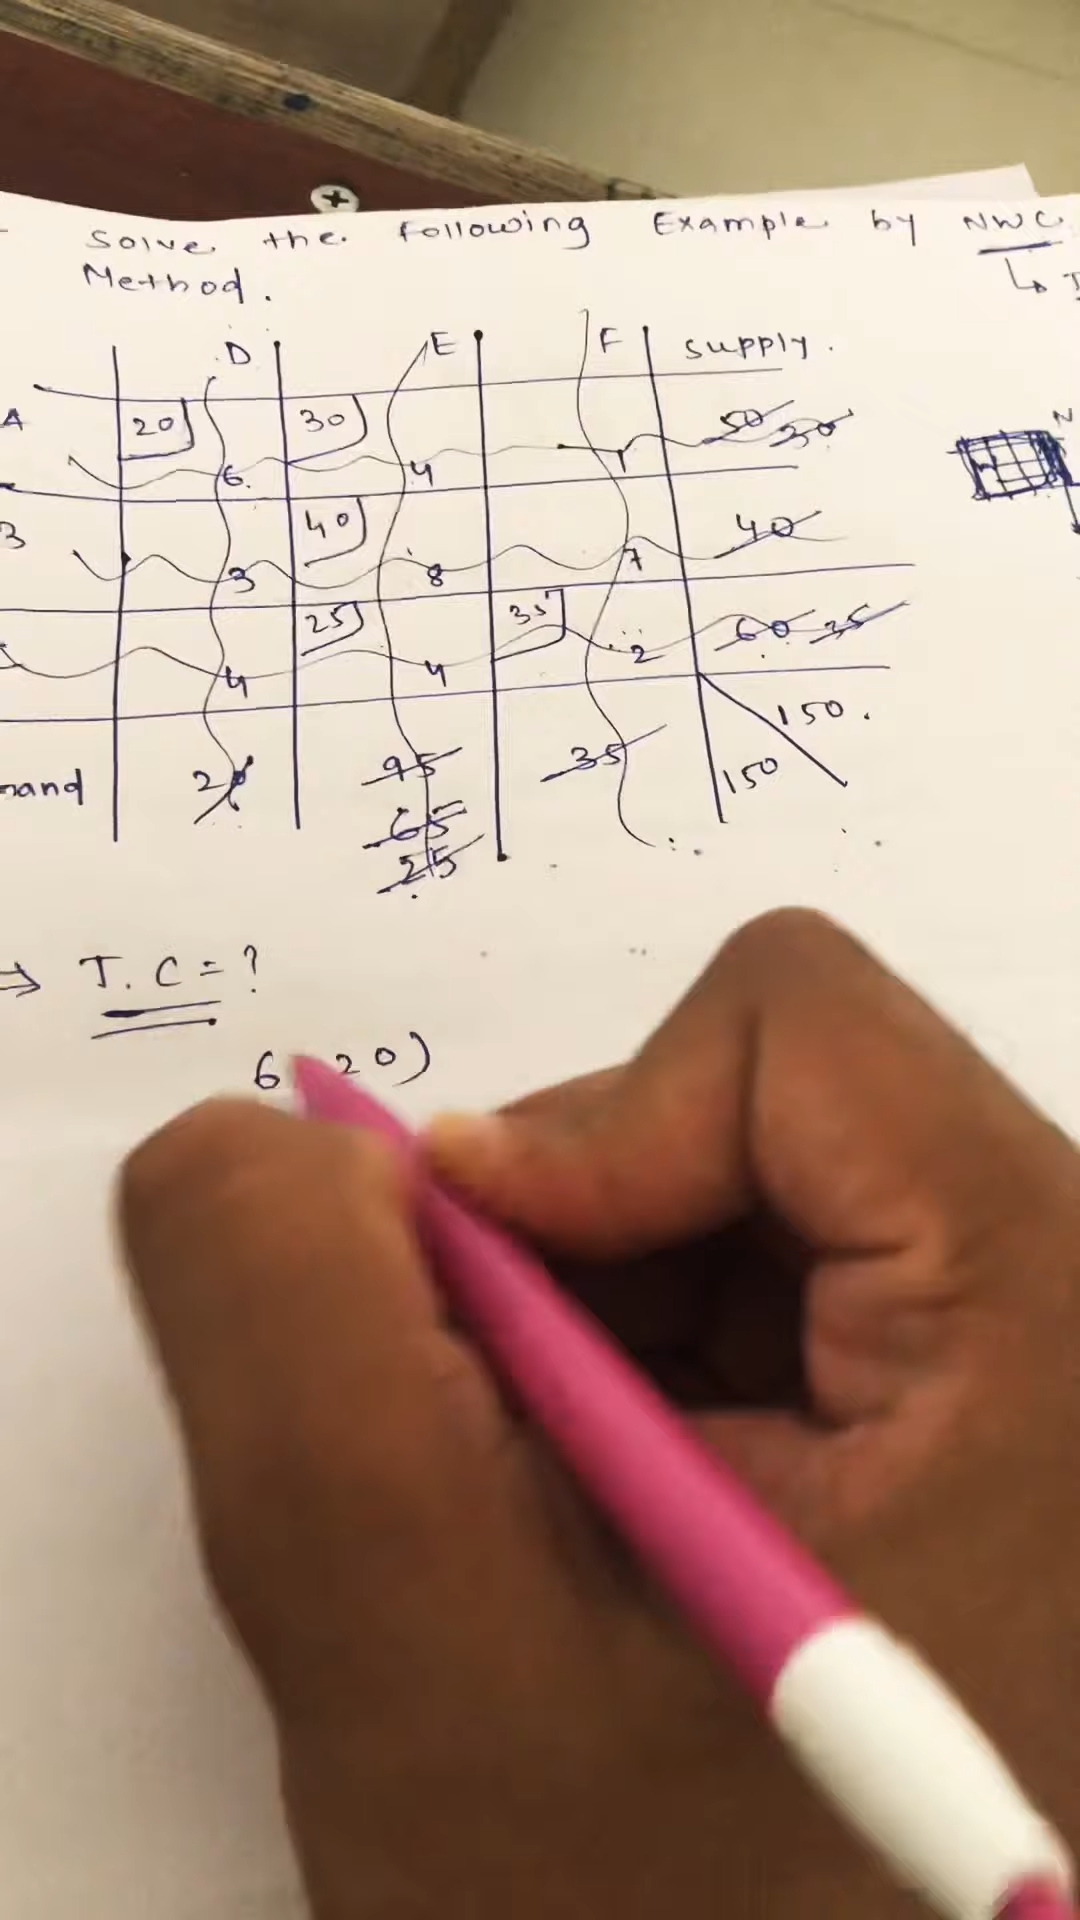 Solve the Following Example by NWC
Method.
D E F supply.
A 20 30 50 30
6. 4 1
40 40
3 8 7
25 35 60 35
4 4 2
150.
mand 20 95 35 150
65
25
⇒ T.C = ?
6 20)